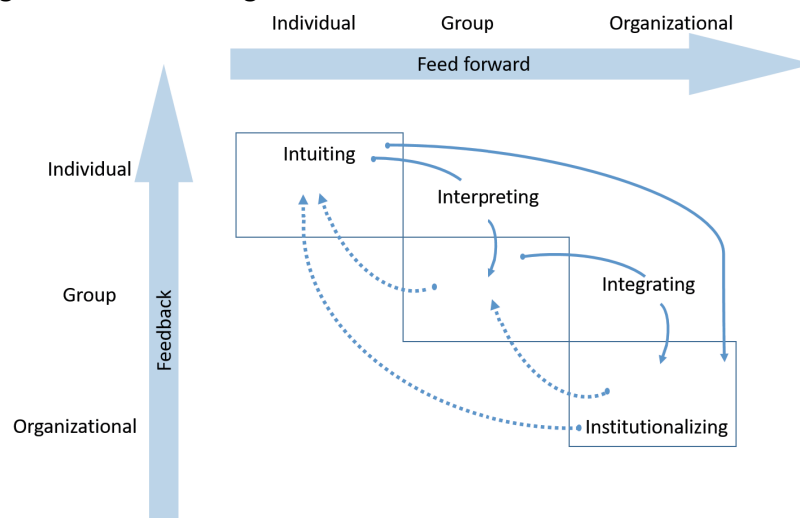 Individual
Group
Organizational
Feed forward
Individual
Intuiting
Interpreting
Group
Feedback
Integrating
Organizational
Institutionalizing